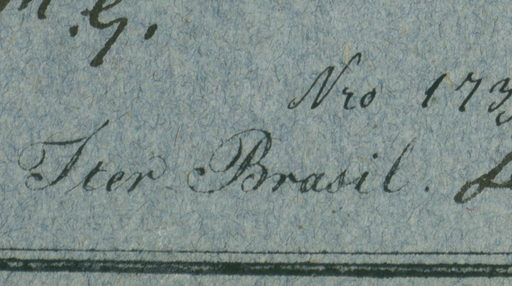 M. G.
Nro 173
Iter Brasil.